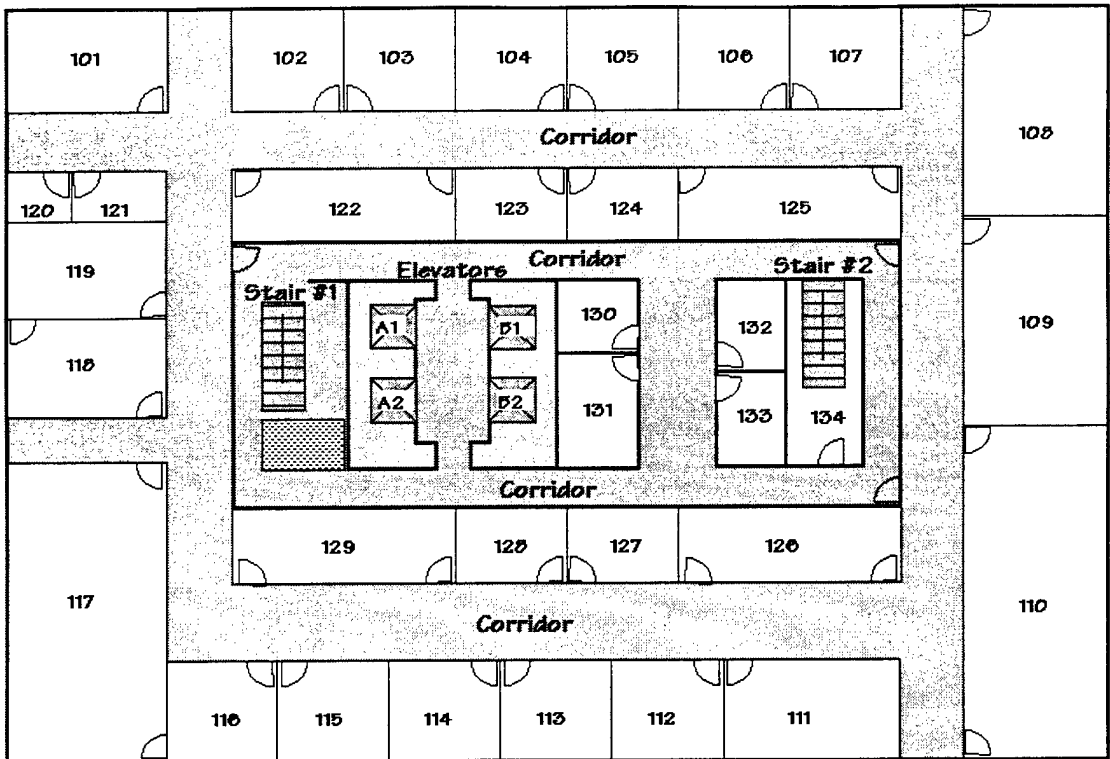 101 102 103 104 105 106 107
108
Corridor
120 121 122 123 124 125
119
Corridor
Elevators
Stair #1
Stair #2
109
A1 B1 130 132
118
A2 B2 131 133 134
Corridor
129 128 127 126
117
110
Corridor
116 115 114 113 112 111